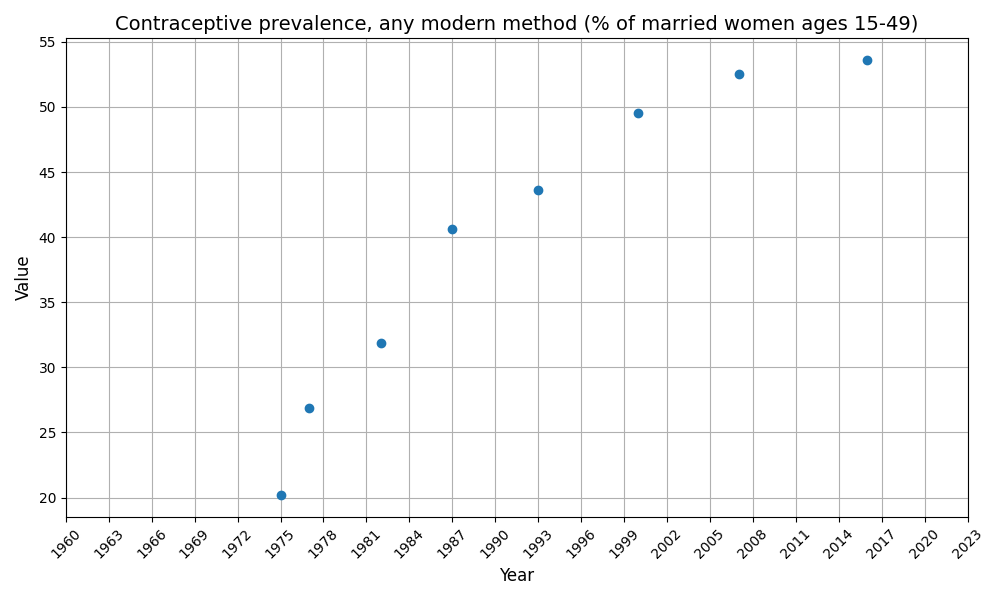 Contraceptive prevalence, any modern method (% of married women ages 15-49)
55
50
45
40
35
30
25
20
Value
1960 1963 1966 1969 1972 1975 1978 1981 1984 1987 1990 1993 1996 1999 2002 2005 2008 2011 2014 2017 2020 2023
Year